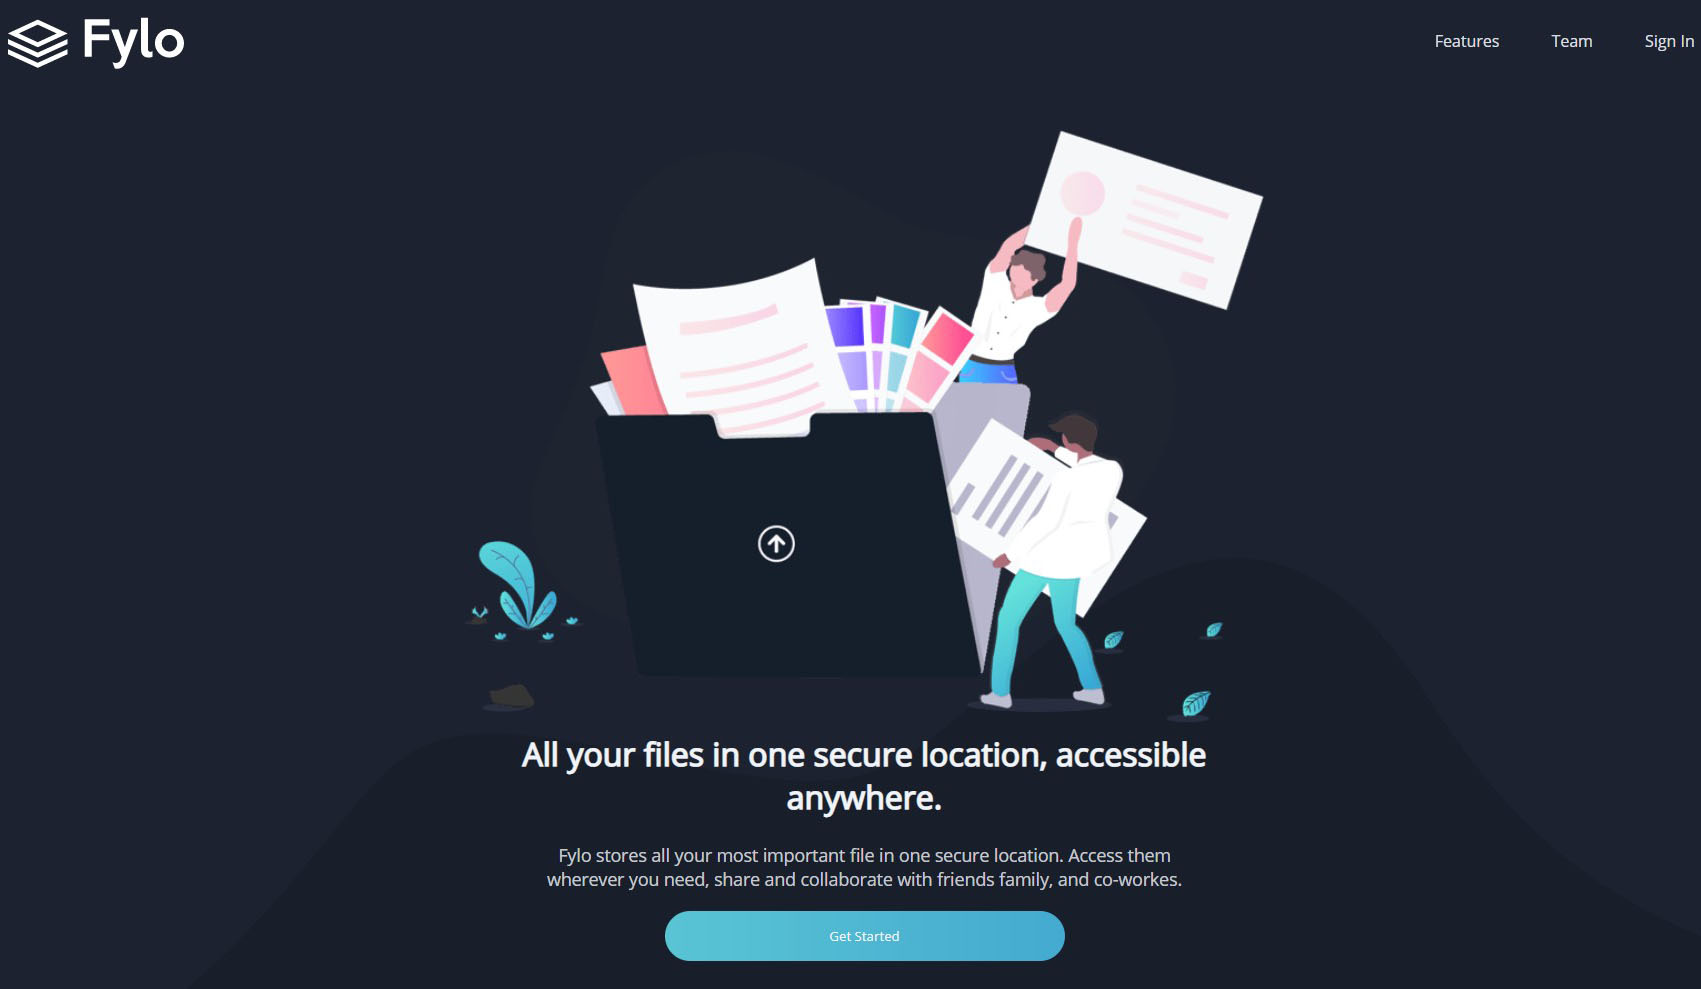 Fylo
Features
Team
Sign In
All your files in one secure location, accessible
anywhere.
Fylo stores all your most important file in one secure location. Access them
wherever you need, share and collaborate with friends family, and co-workes.
Get Started